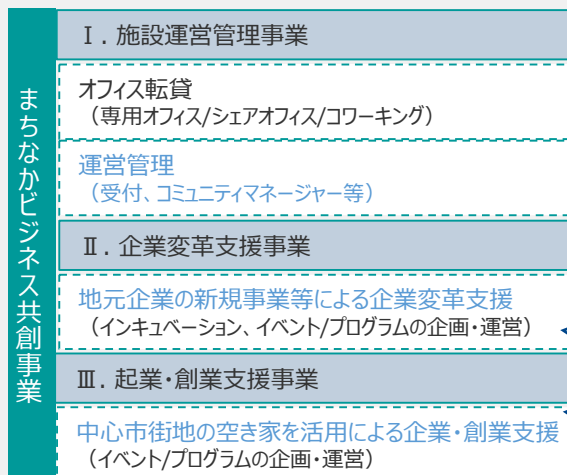 まちなかビジネス共創事業
Ⅰ．施設運営管理事業
オフィス転貸
（専用オフィス/シェアオフィス/コワーキング）
運営管理
（受付、コミュニティマネージャー等）
Ⅱ．企業変革支援事業
地元企業の新規事業等による企業変革支援
（インキュベーション、イベント/プログラムの企画・運営）
Ⅲ．起業・創業支援事業
中心市街地の空き家を活用による企業・創業支援
（イベント/プログラムの企画・運営）